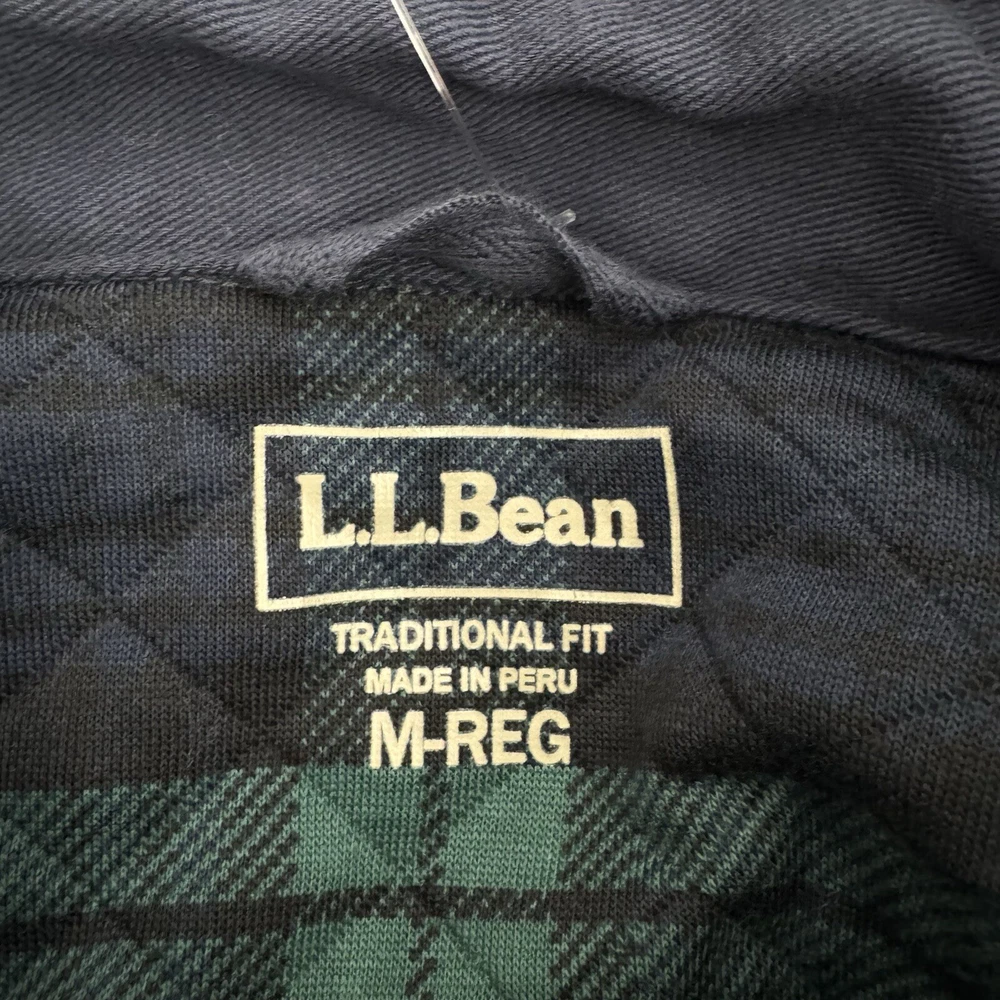 L.L.Bean
TRADITIONAL FIT
MADE IN PERU
M-REG